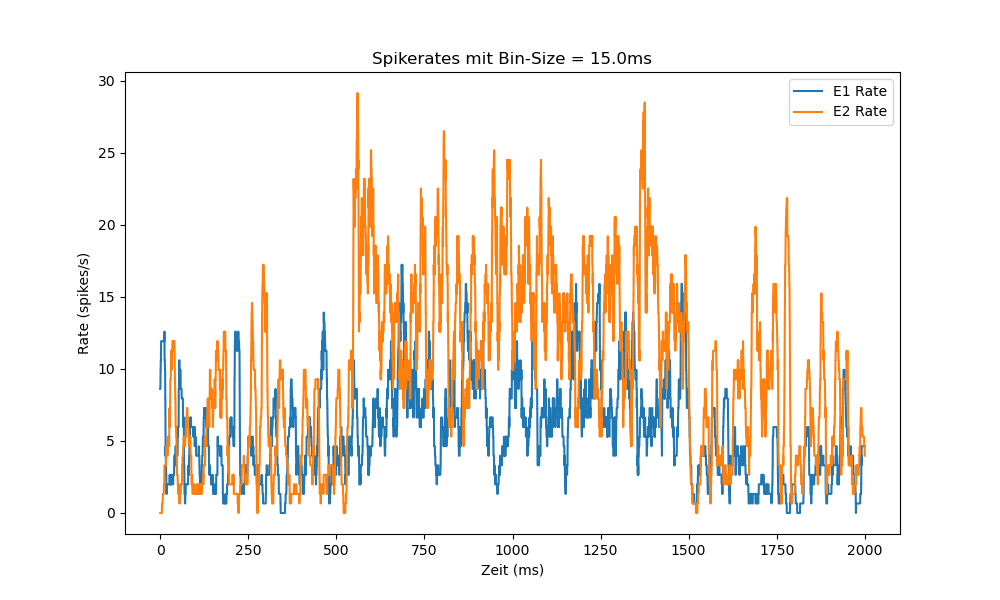 Spikerates mit Bin-Size = 15.0ms
E1 Rate
E2 Rate
30
25
20
15
10
5
0
Rate (spikes/s)
0 250 500 750 1000 1250 1500 1750 2000
Zeit (ms)